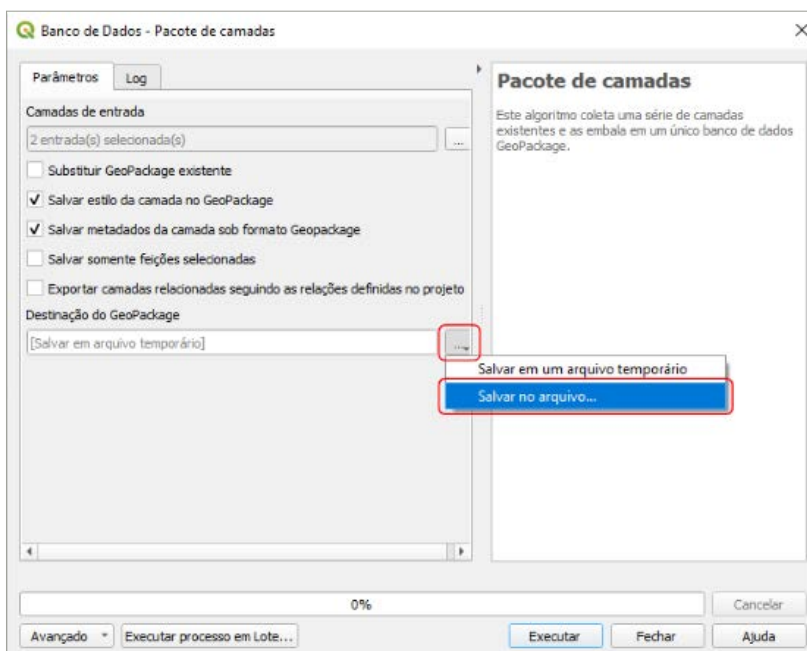 Banco de Dados - Pacote de camadas
Parâmetros
Log
Camadas de entrada
2 entrada(s) selecionada(s)
...
Substituir GeoPackage existente
Salvar estilo da camada no GeoPackage
Salvar metadados da camada sob formato Geopackage
Salvar somente feições selecionadas
Exportar camadas relacionadas seguindo as relações definidas no projeto
Destinação do GeoPackage
[Salvar em arquivo temporário]
...
Salvar em um arquivo temporário
Salvar no arquivo...
Pacote de camadas
Este algoritmo coleta uma série de camadas
existentes e as embala em um único banco de dados
GeoPackage.
0%
Cancelar
Avançado
Executar processo em Lote...
Executar
Fechar
Ajuda